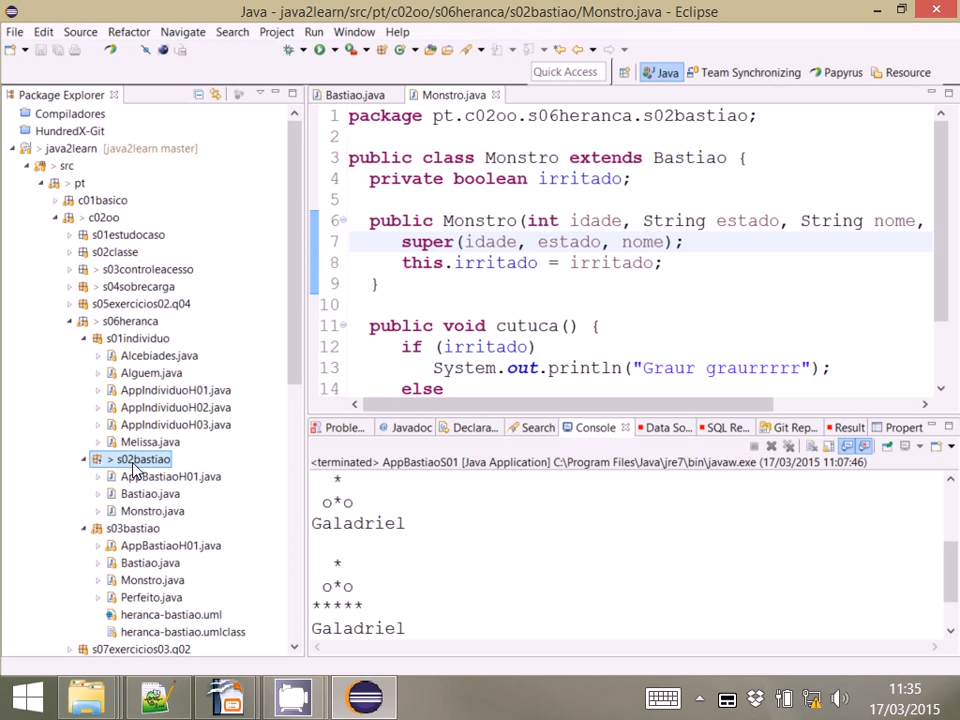 Java - java2learn/src/pt/c02oo/s06heranca/s02bastiao/Monstro.java - Eclipse
File Edit Source Refactor Navigate Search Project Run Window Help
Quick Access
Java
Team Synchronizing
Papyrus
Resource
Package Explorer
Compiladores
HundredX-Git
> java2learn [java2learn master]
> src
> pt
> c01basico
> c02oo
s01estudocaso
s02classe
> s03controleacesso
> s04sobrecarga
s05exercicios02.q04
> s06heranca
s01individuo
Alcebiades.java
Alguem.java
AppIndividuoH01.java
AppIndividuoH02.java
AppIndividuoH03.java
Melissa.java
> s02bastiao
AppBastiaoH01.java
Bastiao.java
Monstro.java
s03bastiao
AppBastiaoH01.java
Bastiao.java
Monstro.java
Perfeito.java
heranca-bastiao.uml
heranca-bastiao.umlclass
s07exercicios03.q02
Bastiao.java
Monstro.java
1 package pt.c02oo.s06heranca.s02bastiao;
2
3 public class Monstro extends Bastiao {
4 private boolean irritado;
5
6 public Monstro(int idade, String estado, String nome,
7 super(idade, estado, nome);
8 this.irritado = irritado;
9 }
10
11 public void cutuca() {
12 if (irritado)
13 System.out.println("Graur graurrrrr");
14 else
Proble...
Javadoc
Declara...
Search
Console
Data So...
SQL Re...
Git Rep...
Result
Propert
<terminated> AppBastiaoS01 [Java Application] C:\Program Files\Java\jre7\bin\javaw.exe (17/03/2015 11:07:46)
*
o*o
Galadriel
*
o*o
*****
Galadriel
11:35
17/03/2015